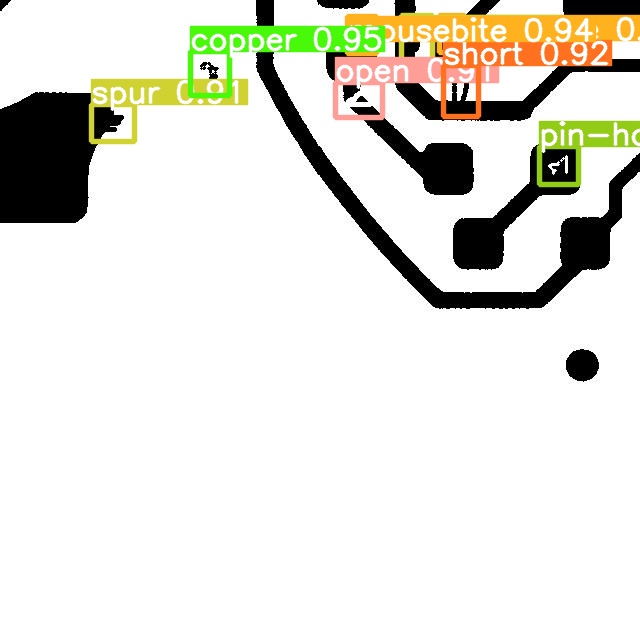 mousebite 0.94
copper 0.95
short 0.92
open 0.91
spur 0.91
pin-ho